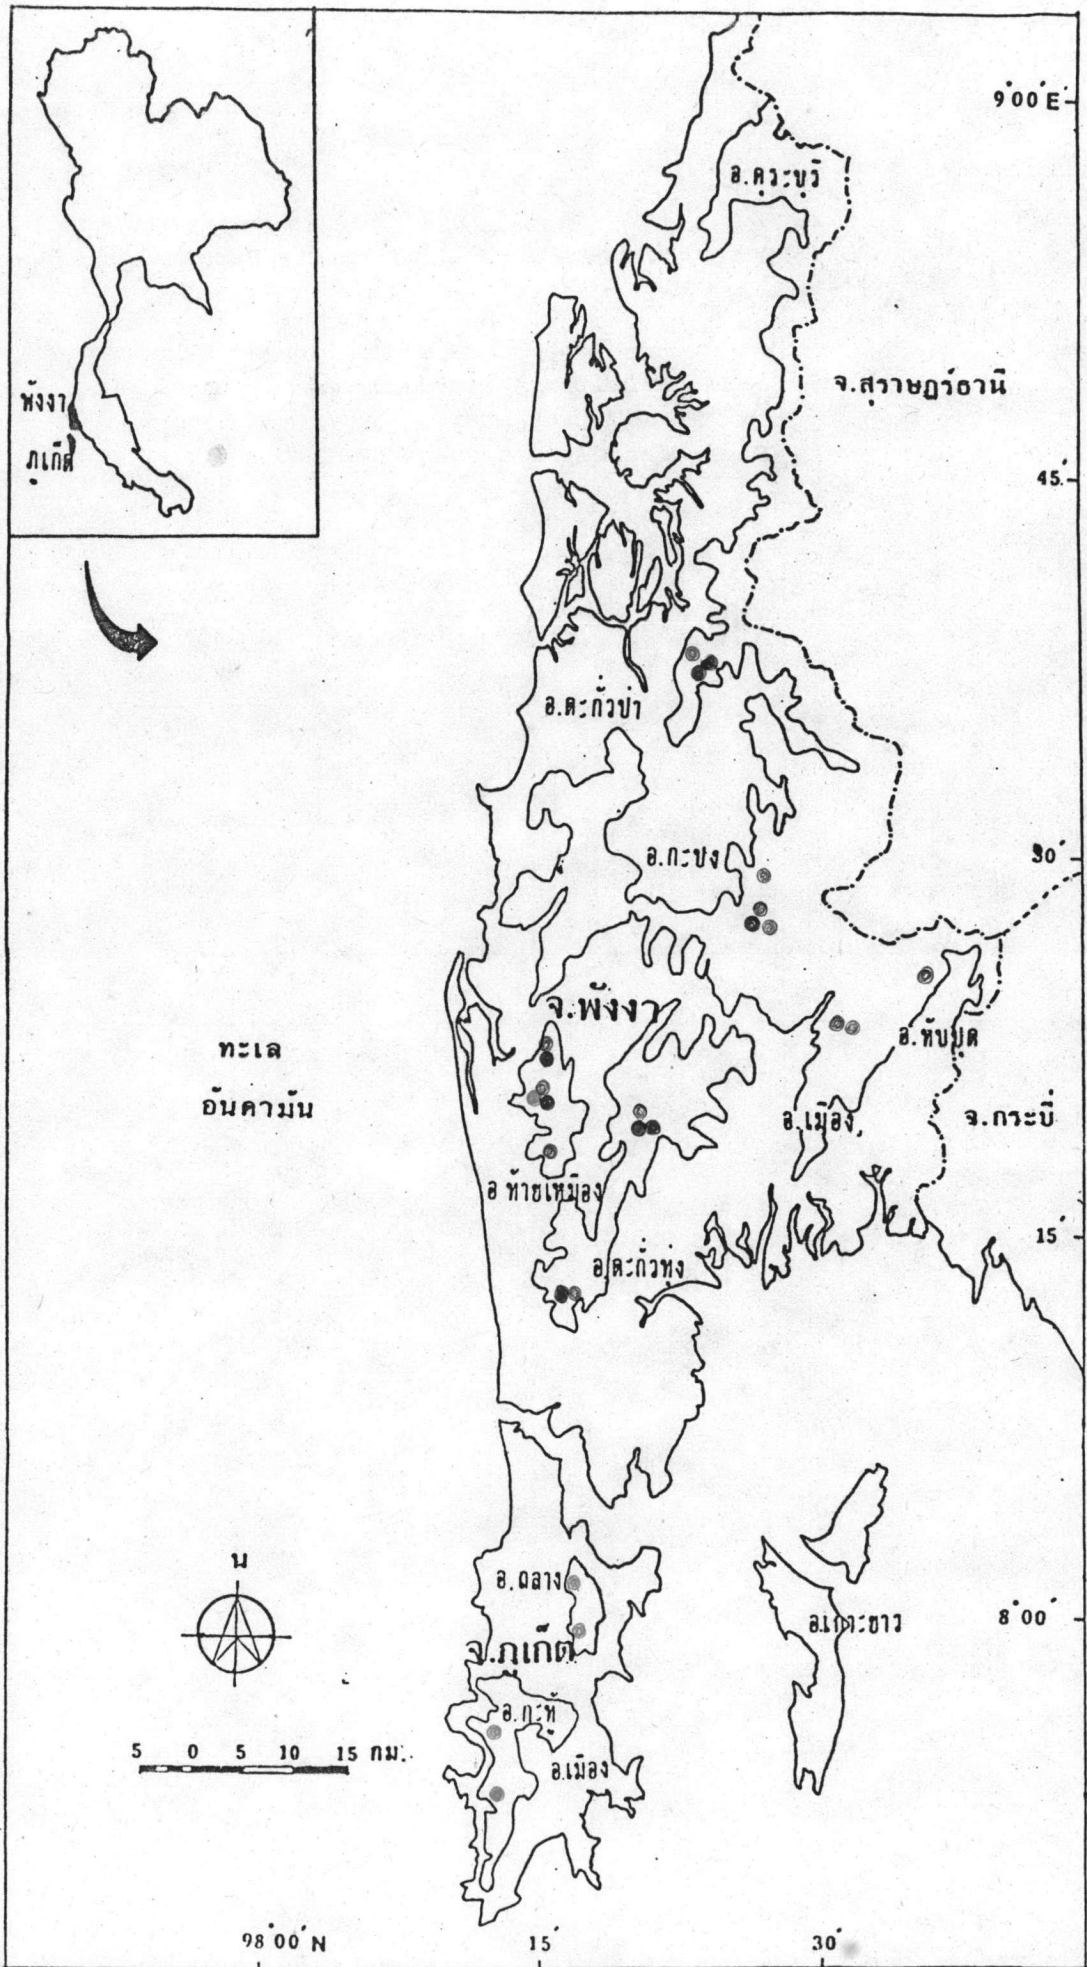 9°00′E
อ.คุระบุรี
จ.สุราษฎร์ธานี
พังงา
ภูเก็ต
45′
อ.ตะกั่วป่า
30′
อ.กะปง
จ.พังงา
อ.ทับปุด
ทะเล
อันดามัน
อ.เมือง
จ.กระบี่
อ.ท้ายเหมือง
15′
อ.ตะกั่วทุ่ง
น
อ.ถลาง
8°00′
อ.เกาะยาว
จ.ภูเก็ต
อ.กะทู้
5 0 5 10 15 กม.
อ.เมือง
98°00′N 15′ 30′